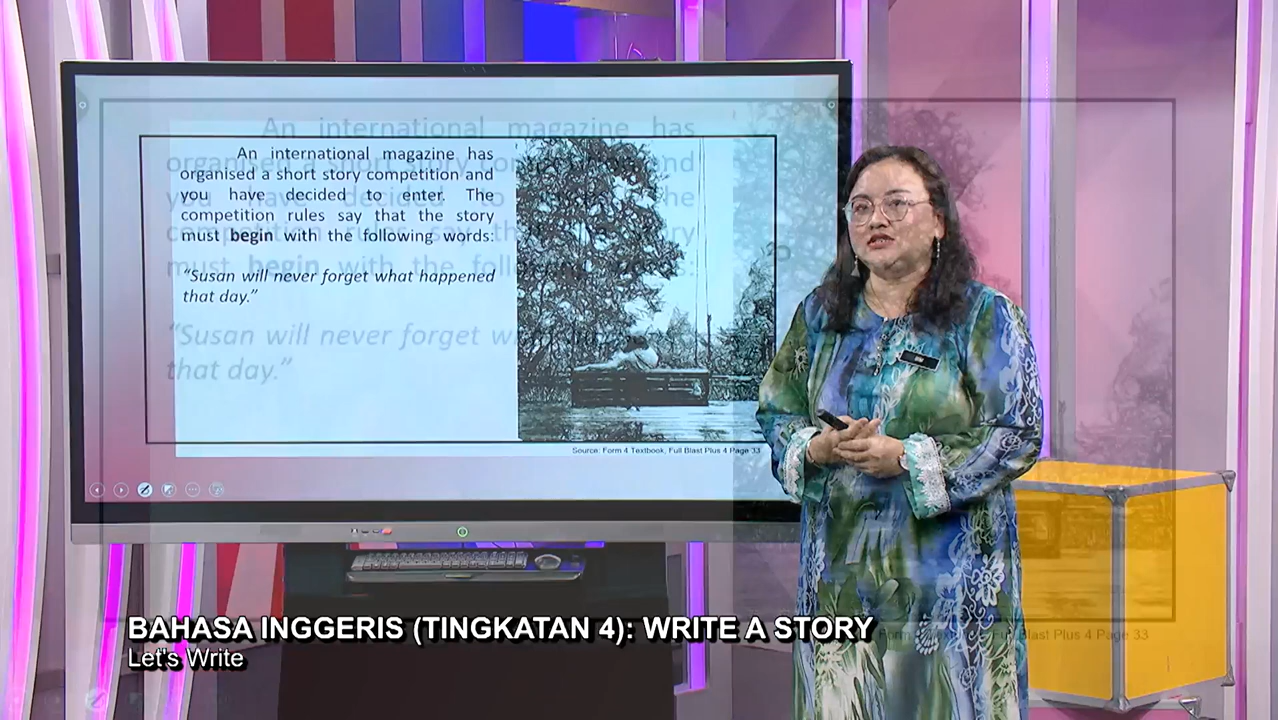 An international magazine has
organised a short story competition and
you have decided to enter. The
competition rules say that the story
must begin with the following words:
"Susan will never forget what happened
that day."
Source: Form 4 Textbook, Full Blast Plus 4 Page 33
BAHASA INGGERIS (TINGKATAN 4): WRITE A STORY
Let's Write